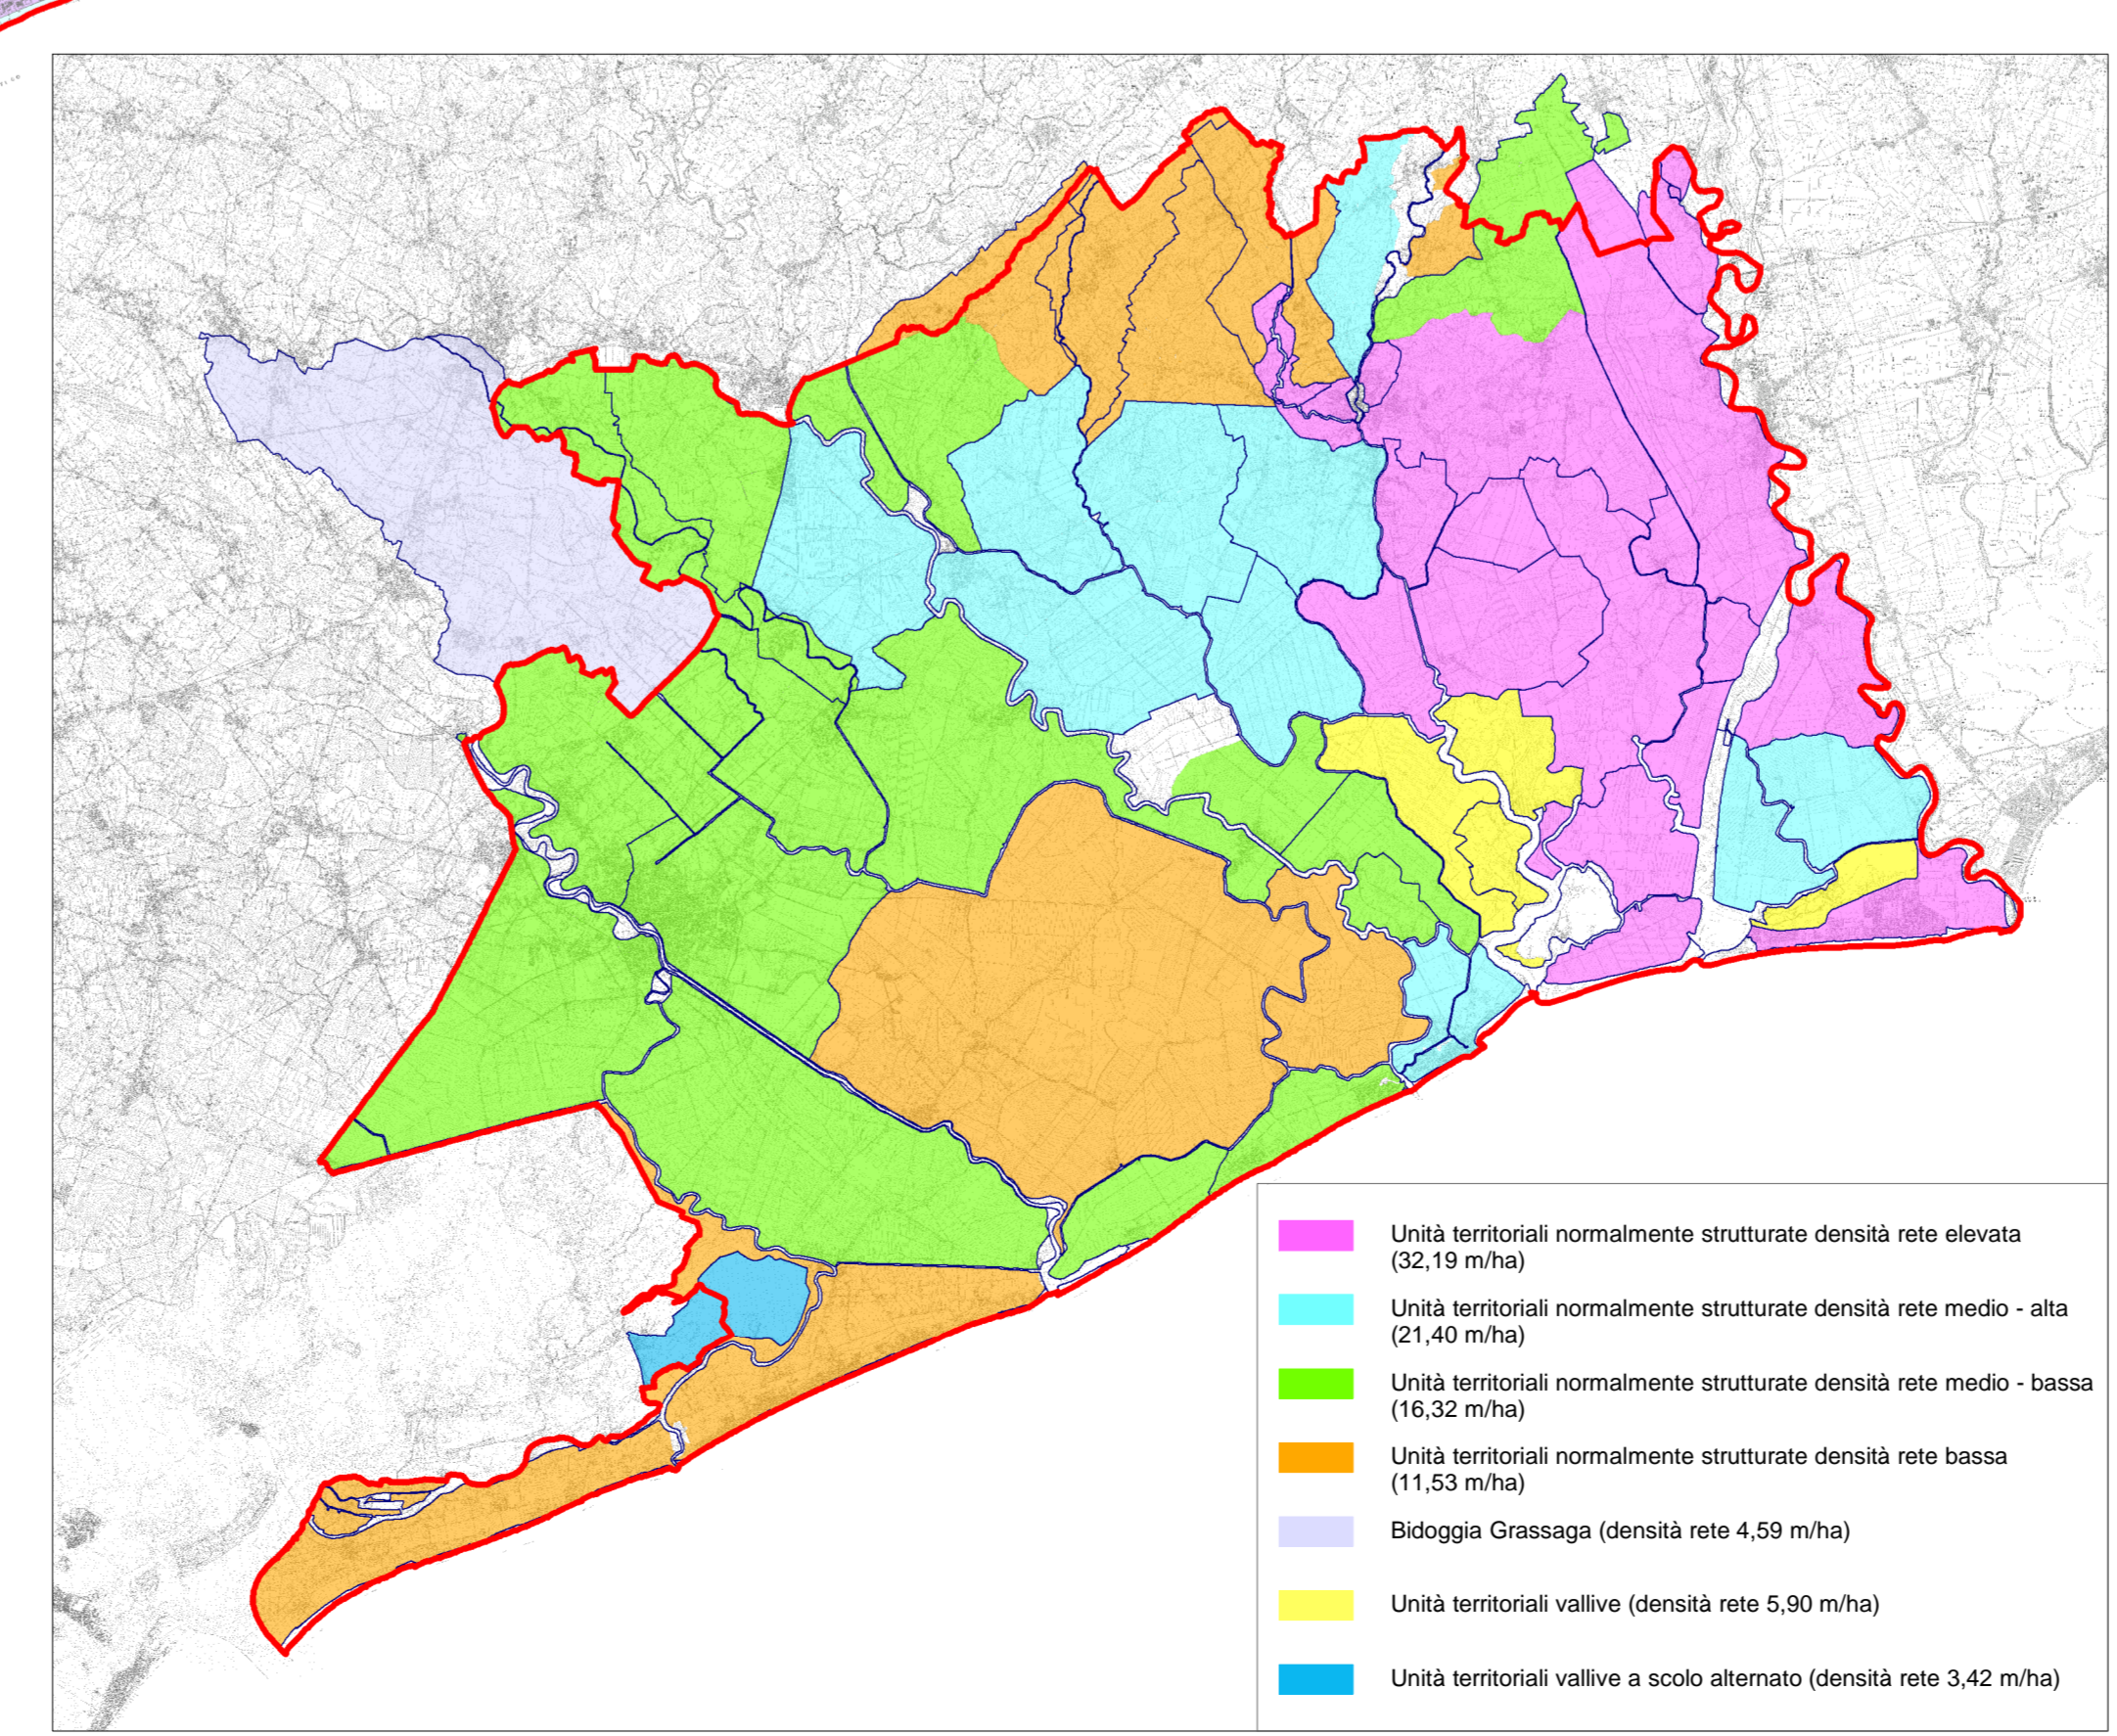 Unità territoriali normalmente strutturate densità rete elevata
(32,19 m/ha)
Unità territoriali normalmente strutturate densità rete medio - alta
(21,40 m/ha)
Unità territoriali normalmente strutturate densità rete medio - bassa
(16,32 m/ha)
Unità territoriali normalmente strutturate densità rete bassa
(11,53 m/ha)
Bidoggia Grassaga (densità rete 4,59 m/ha)
Unità territoriali vallive (densità rete 5,90 m/ha)
Unità territoriali vallive a scolo alternato (densità rete 3,42 m/ha)